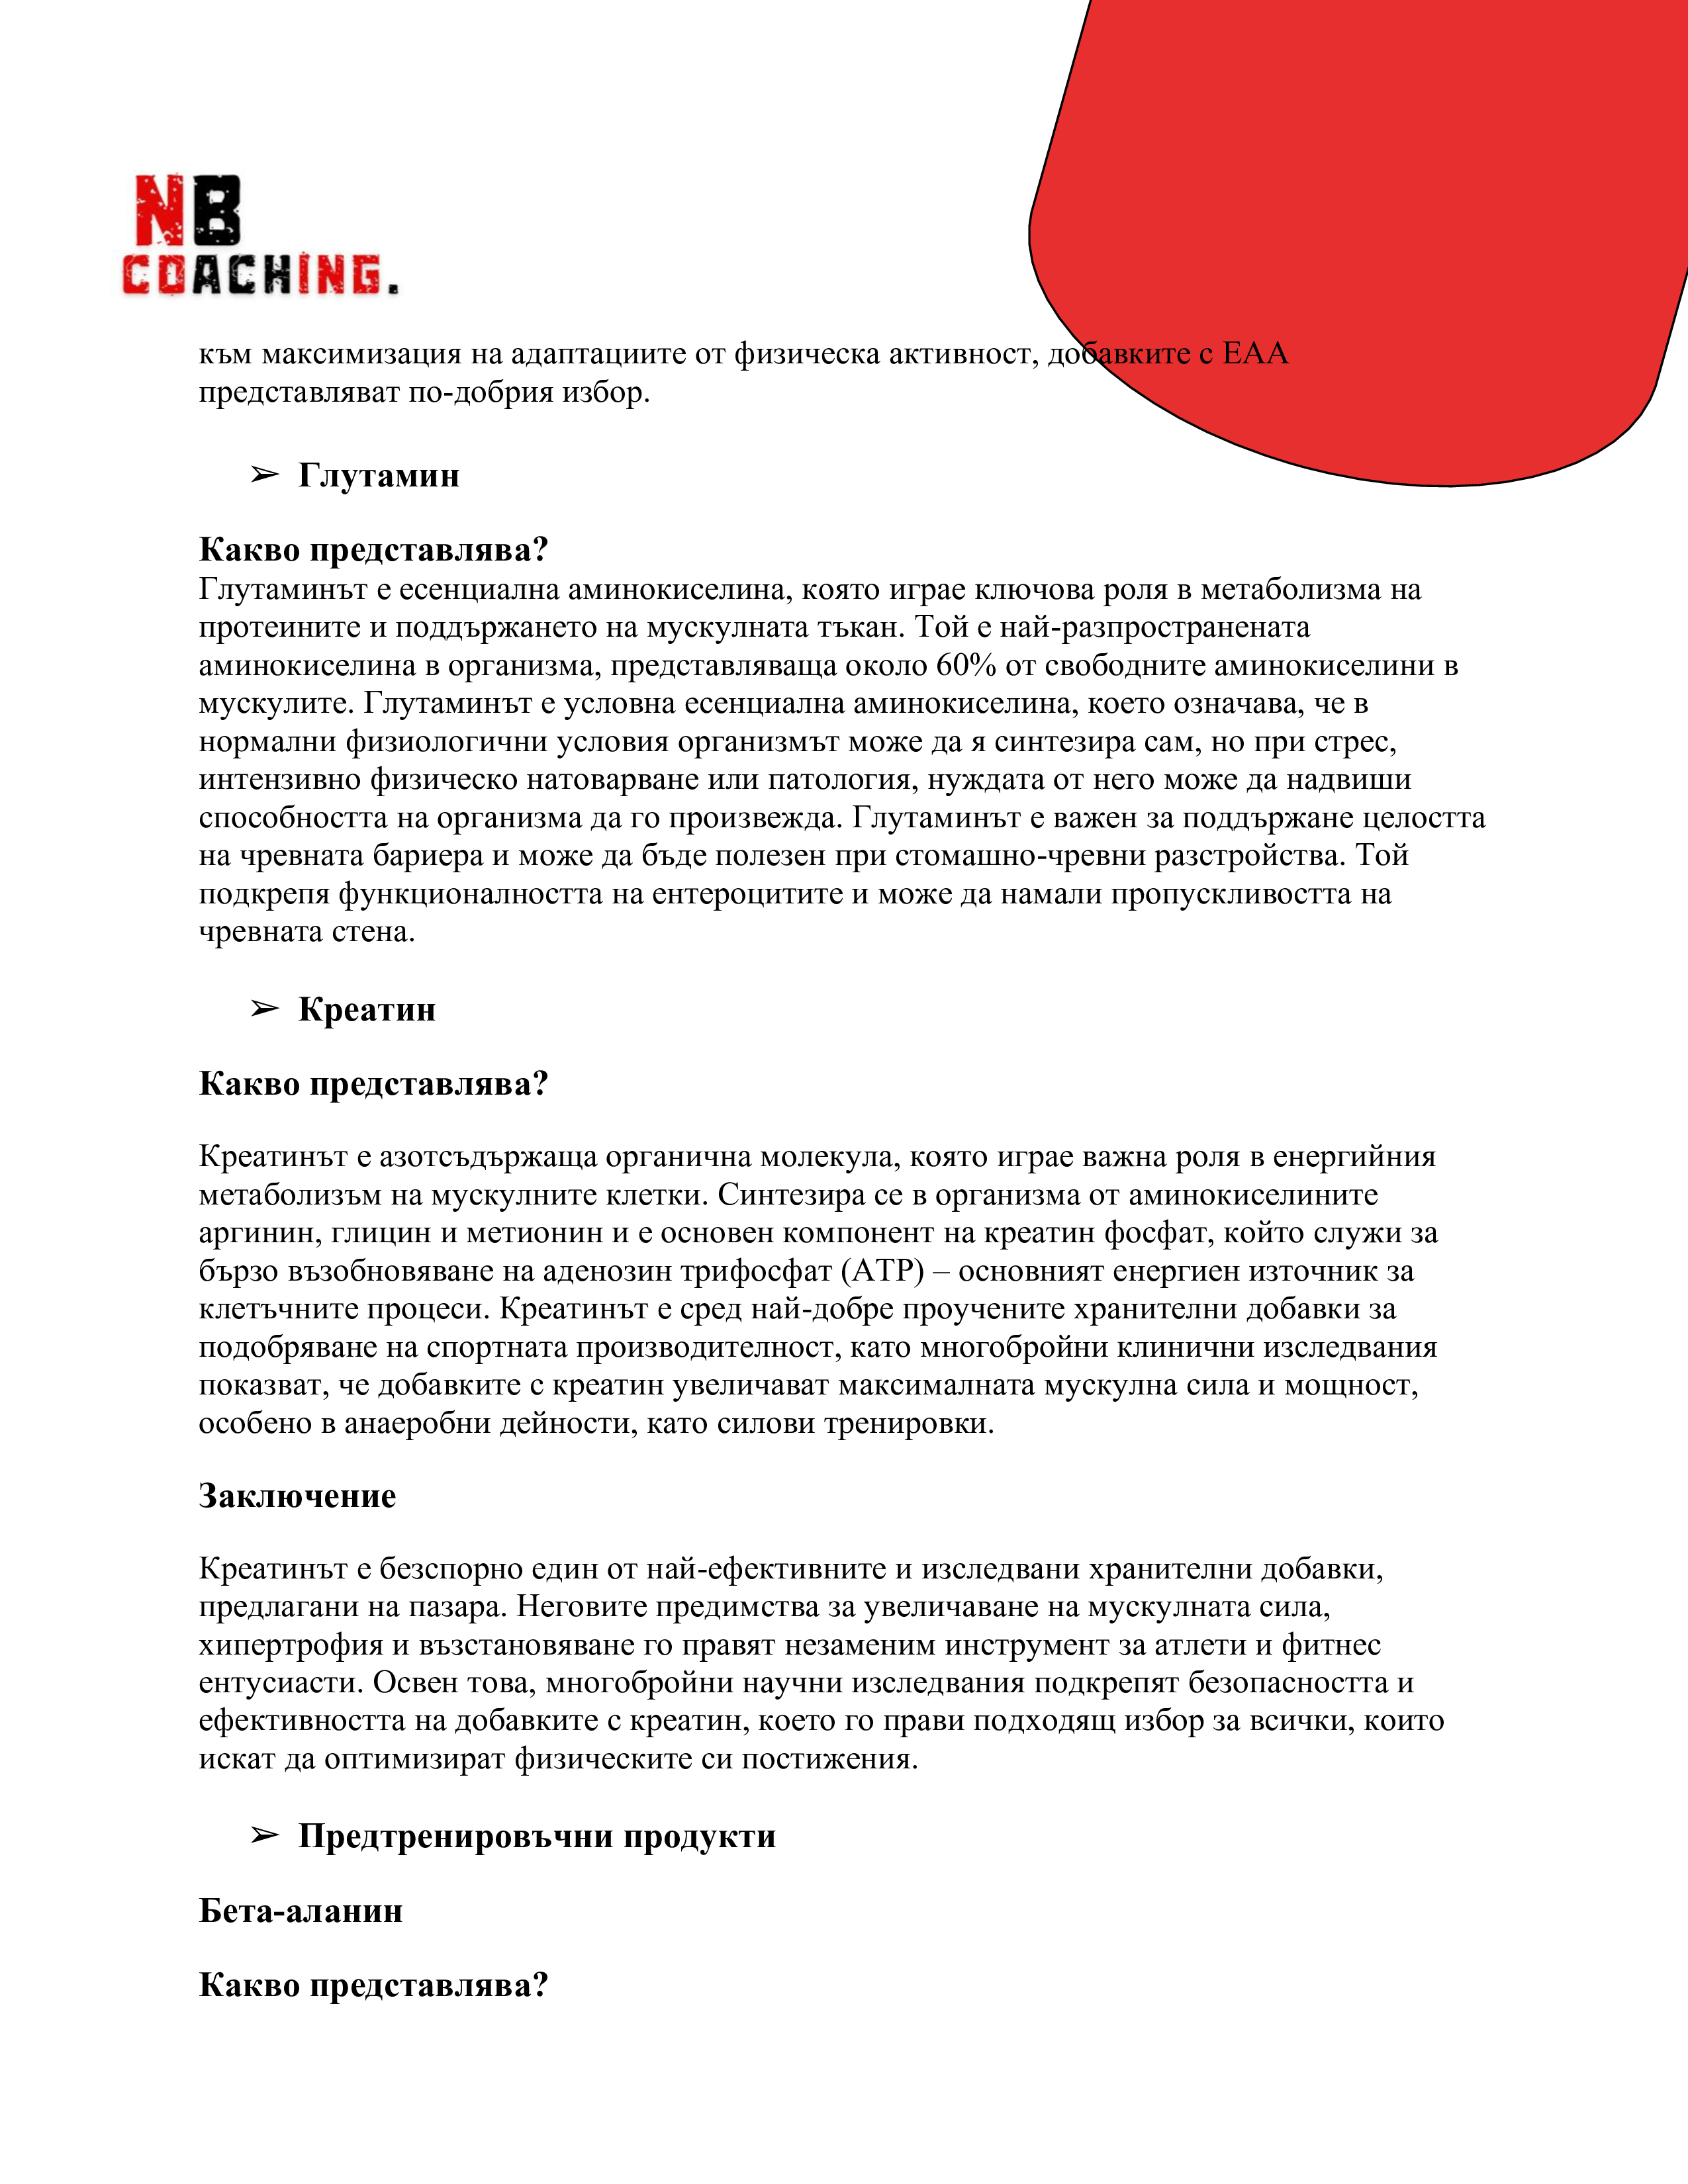 NB
COACHING.
към максимизация на адаптациите от физическа активност, добавките с ЕАА
представляват по-добрия избор.
➢ Глутамин
Какво представлява?
Глутаминът е есенциална аминокиселина, която играе ключова роля в метаболизма на
протеините и поддържането на мускулната тъкан. Той е най-разпространената
аминокиселина в организма, представляваща около 60% от свободните аминокиселини в
мускулите. Глутаминът е условна есенциална аминокиселина, което означава, че в
нормални физиологични условия организмът може да я синтезира сам, но при стрес,
интензивно физическо натоварване или патология, нуждата от него може да надвиши
способността на организма да го произвежда. Глутаминът е важен за поддържане целостта
на чревната бариера и може да бъде полезен при стомашно-чревни разстройства. Той
подкрепя функционалността на ентероцитите и може да намали пропускливостта на
чревната стена.
➢ Креатин
Какво представлява?
Креатинът е азотсъдържаща органична молекула, която играе важна роля в енергийния
метаболизъм на мускулните клетки. Синтезира се в организма от аминокиселините
аргинин, глицин и метионин и е основен компонент на креатин фосфат, който служи за
бързо възобновяване на аденозин трифосфат (АТР) – основният енергиен източник за
клетъчните процеси. Креатинът е сред най-добре проучените хранителни добавки за
подобряване на спортната производителност, като многобройни клинични изследвания
показват, че добавките с креатин увеличават максималната мускулна сила и мощност,
особено в анаеробни дейности, като силови тренировки.
Заключение
Креатинът е безспорно един от най-ефективните и изследвани хранителни добавки,
предлагани на пазара. Неговите предимства за увеличаване на мускулната сила,
хипертрофия и възстановяване го правят незаменим инструмент за атлети и фитнес
ентусиасти. Освен това, многобройни научни изследвания подкрепят безопасността и
ефективността на добавките с креатин, което го прави подходящ избор за всички, които
искат да оптимизират физическите си постижения.
➢ Предтренировъчни продукти
Бета-аланин
Какво представлява?